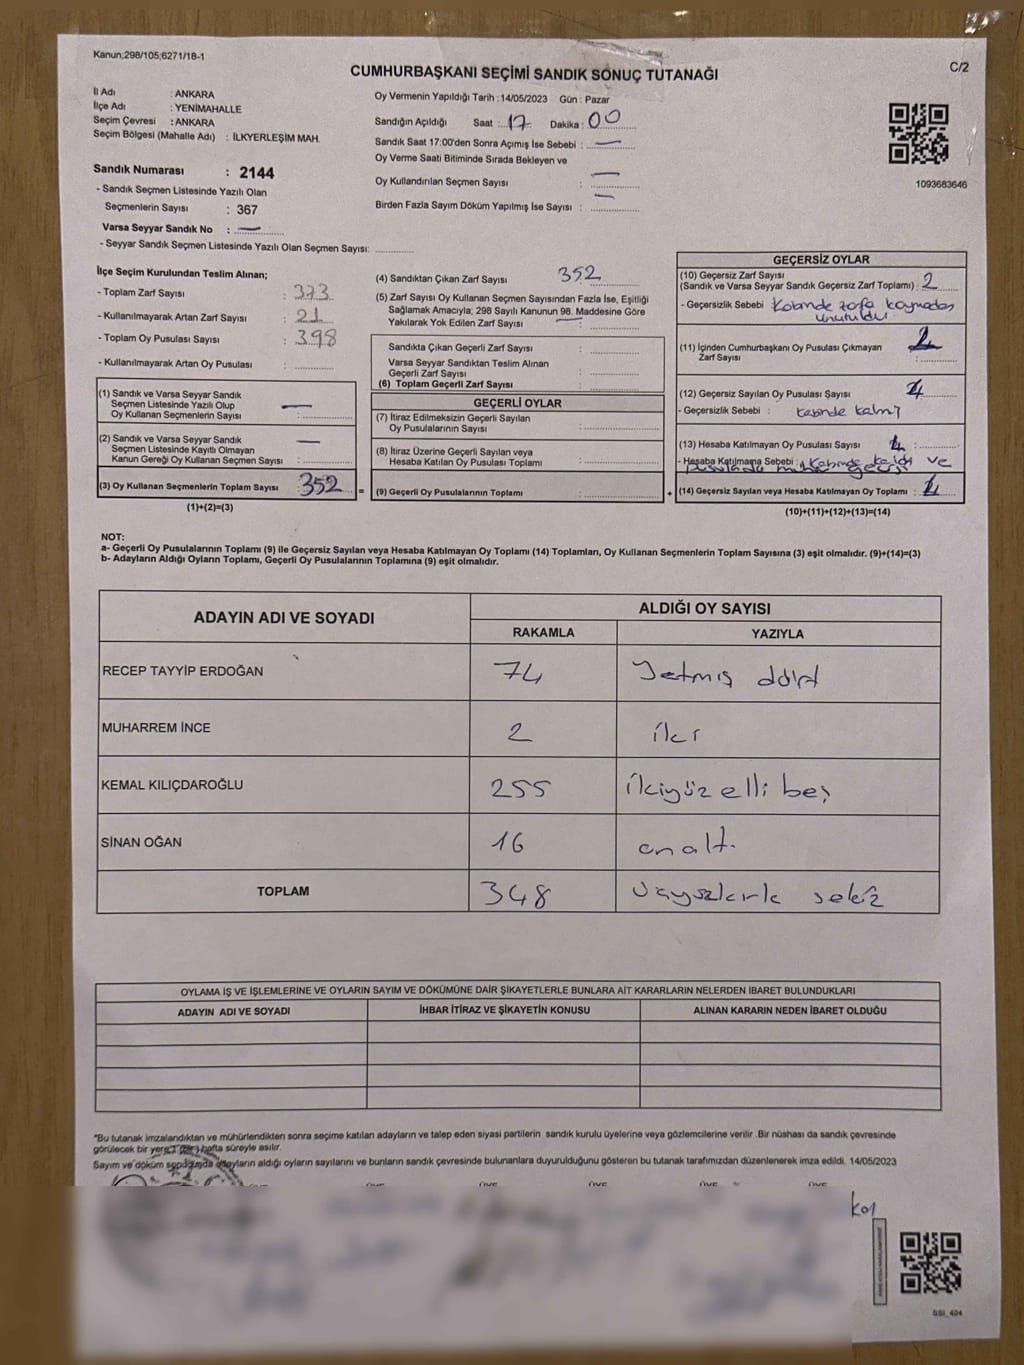 Kanun;298/105;6271/18-1
CUMHURBAŞKANI SEÇİMİ SANDIK SONUÇ TUTANAĞI
C/2
İl Adı : ANKARA
İlçe Adı : YENİMAHALLE
Seçim Çevresi : ANKARA
Seçim Bölgesi (Mahalle Adı) : İLKYERLEŞİM MAH.
Oy Vermenin Yapıldığı Tarih : 14/05/2023 Gün : Pazar
Sandığın Açıldığı Saat : 17 Dakika : 00
Sandık Saat 17:00'den Sonra Açımış İse Sebebi : —
Oy Verme Saati Bitiminde Sırada Bekleyen ve
Oy Kullandırılan Seçmen Sayısı : —
Birden Fazla Sayım Döküm Yapılmış İse Sayısı : —
1093683646
Sandık Numarası : 2144
- Sandık Seçmen Listesinde Yazılı Olan
Seçmenlerin Sayısı : 367
Varsa Seyyar Sandık No : —
- Seyyar Sandık Seçmen Listesinde Yazılı Olan Seçmen Sayısı: ............
İlçe Seçim Kurulundan Teslim Alınan;
- Toplam Zarf Sayısı : 373
- Kullanılmayarak Artan Zarf Sayısı : 21
- Toplam Oy Pusulası Sayısı : 398
- Kullanılmayarak Artan Oy Pusulası : ............
(1) Sandık ve Varsa Seyyar Sandık
Seçmen Listesinde Yazılı Olup
Oy Kullanan Seçmenlerin Sayısı : —
(2) Sandık ve Varsa Seyyar Sandık
Seçmen Listesinde Kayıtlı Olmayan
Kanun Gereği Oy Kullanan Seçmen Sayısı : —
(3) Oy Kullanan Seçmenlerin Toplam Sayısı : 352
(1)+(2)=(3)
=
(4) Sandıktan Çıkan Zarf Sayısı 352
(5) Zarf Sayısı Oy Kullanan Seçmen Sayısından Fazla İse, Eşitliği
Sağlamak Amacıyla; 298 Sayılı Kanunun 98. Maddesine Göre
Yakılarak Yok Edilen Zarf Sayısı : —
Sandıkta Çıkan Geçerli Zarf Sayısı :
Varsa Seyyar Sandıktan Teslim Alınan
Geçerli Zarf Sayısı :
(6) Toplam Geçerli Zarf Sayısı :
GEÇERLİ OYLAR
(7) İtiraz Edilmeksizin Geçerli Sayılan
Oy Pusulalarının Sayısı :
(8) İtiraz Üzerine Geçerli Sayılan veya
Hesaba Katılan Oy Pusulası Toplamı :
(9) Geçerli Oy Pusulalarının Toplamı :
+
GEÇERSİZ OYLAR
(10) Geçersiz Zarf Sayısı
(Sandık ve Varsa Seyyar Sandık Geçersiz Zarf Toplamı) : 2
- Geçersizlik Sebebi : Kabinde zarfa koymadan
unutuldu
(11) İçinden Cumhurbaşkanı Oy Pusulası Çıkmayan
Zarf Sayısı :
(12) Geçersiz Sayılan Oy Pusulası Sayısı :
- Geçersizlik Sebebi : Kabinde kalmış
(13) Hesaba Katılmayan Oy Pusulası Sayısı :
- Hesaba Katılmama Sebebi : Kabinde kaldı ve
(14) Geçersiz Sayılan veya Hesaba Katılmayan Oy Toplamı : 4
(10)+(11)+(12)+(13)=(14)
NOT:
a- Geçerli Oy Pusulalarının Toplamı (9) ile Geçersiz Sayılan veya Hesaba Katılmayan Oy Toplamı (14) Toplamları, Oy Kullanan Seçmenlerin Toplam Sayısına (3) eşit olmalıdır. (9)+(14)=(3)
b- Adayların Aldığı Oyların Toplamı, Geçerli Oy Pusulalarının Toplamına (9) eşit olmalıdır.
ADAYIN ADI VE SOYADI ALDIĞI OY SAYISI
RAKAMLA YAZIYLA
RECEP TAYYİP ERDOĞAN 74 Yetmiş dört
MUHARREM İNCE 2 iki
KEMAL KILIÇDAROĞLU 255 ikiyüz elli beş
SİNAN OĞAN 16 on altı
TOPLAM 348 üçyüzkırk sekiz
OYLAMA İŞ VE İŞLEMLERİNE VE OYLARIN SAYIM VE DÖKÜMÜNE DAİR ŞİKAYETLERLE BUNLARA AİT KARARLARIN NELERDEN İBARET BULUNDUKLARI
ADAYIN ADI VE SOYADI İHBAR İTİRAZ VE ŞİKAYETİN KONUSU ALINAN KARARIN NEDEN İBARET OLDUĞU
*Bu tutanak imzalandıktan ve mühürlendikten sonra seçime katılan adayların ve talep eden siyasi partilerin sandık kurulu üyelerine veya gözlemcilerine verilir .Bir nüshası da sandık çevresinde
görülecek bir yere 1 (bir) hafta süreyle asılır.
Sayım ve döküm sonucunda adayların aldığı oyların sayılarını ve bunların sandık çevresinde bulunanlara duyurulduğunu gösteren bu tutanak tarafımızdan düzenlenerek imza edildi. 14/05/2023
SSI_404